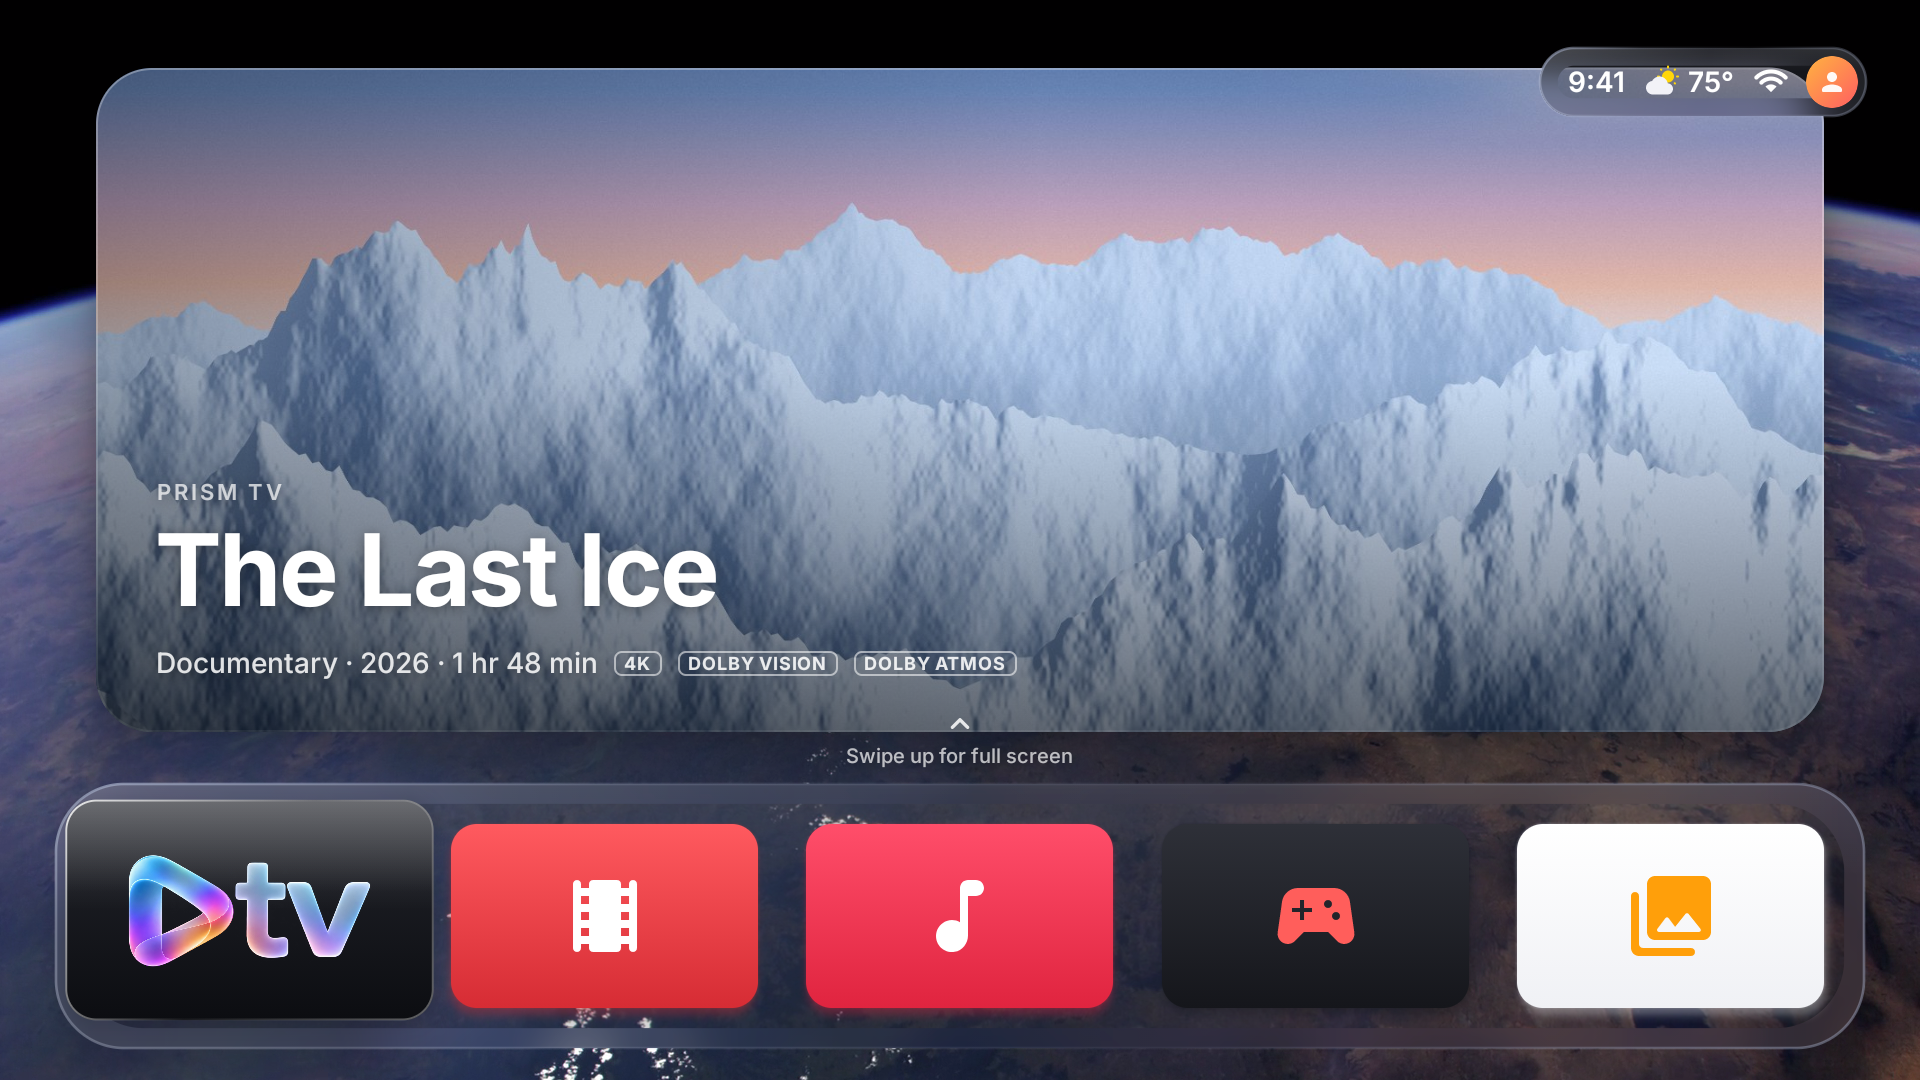 9:41 75°
PRISM TV
The Last Ice
Documentary · 2026 · 1 hr 48 min 4K DOLBY VISION DOLBY ATMOS
Swipe up for full screen
tv